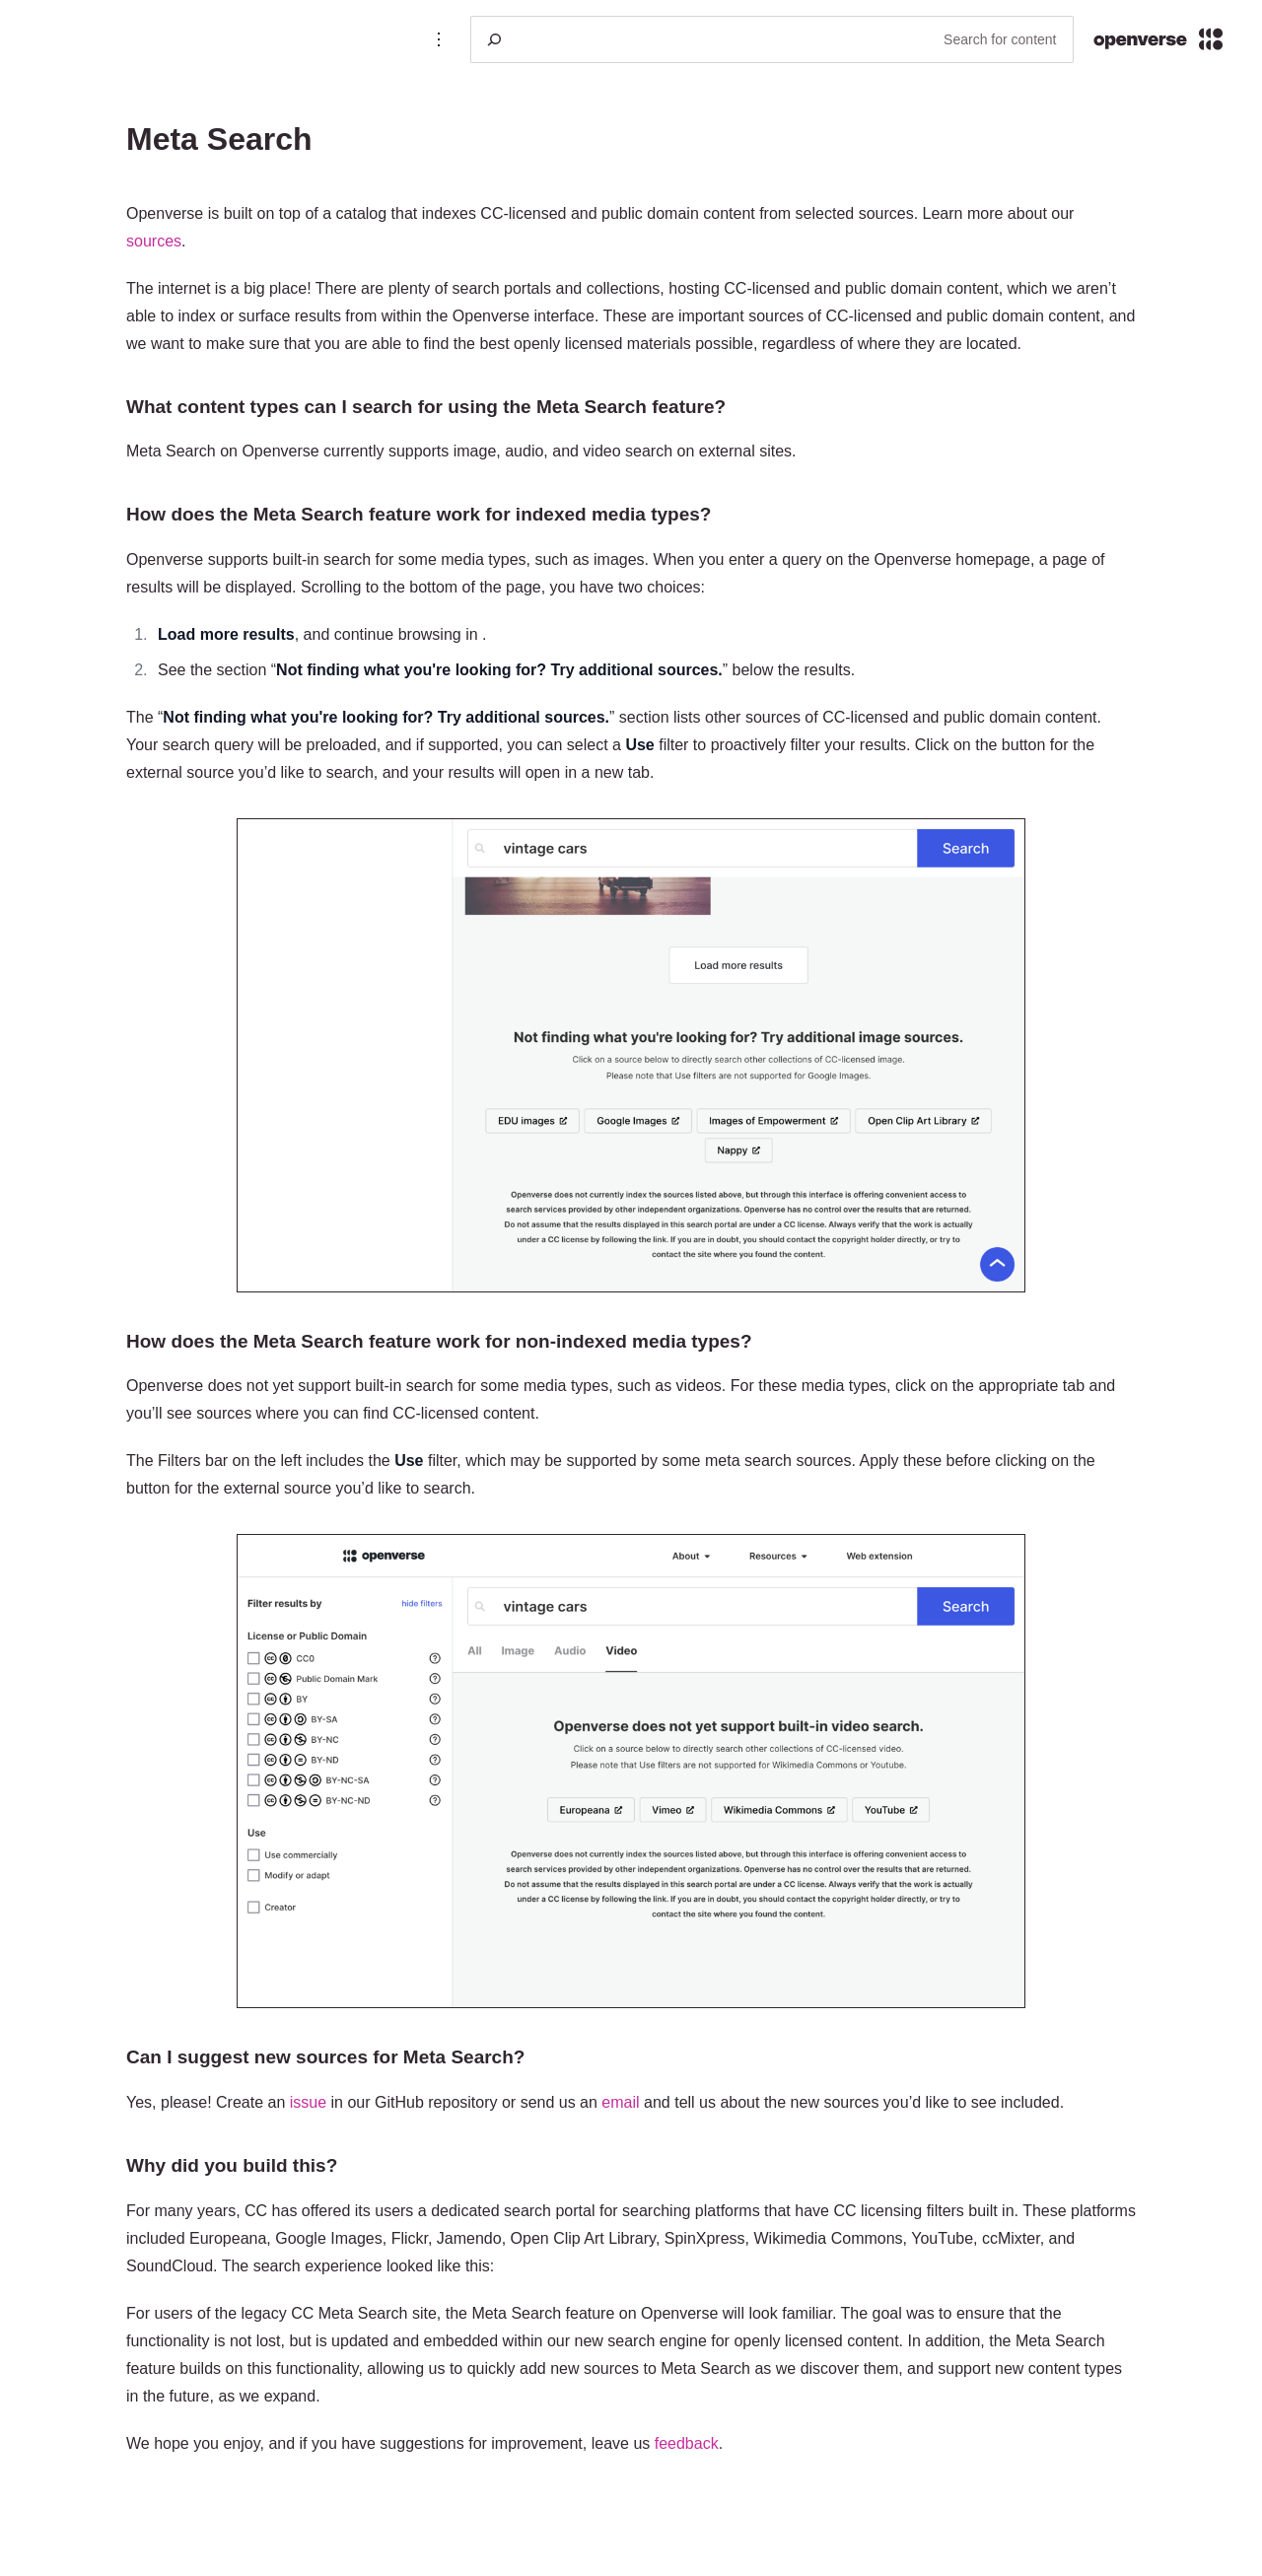 Search for content
openverse
Meta Search
Openverse is built on top of a catalog that indexes CC-licensed and public domain content from selected sources. Learn more about our
sources.
The internet is a big place! There are plenty of search portals and collections, hosting CC-licensed and public domain content, which we aren’t
able to index or surface results from within the Openverse interface. These are important sources of CC-licensed and public domain content, and
we want to make sure that you are able to find the best openly licensed materials possible, regardless of where they are located.
What content types can I search for using the Meta Search feature?
Meta Search on Openverse currently supports image, audio, and video search on external sites.
How does the Meta Search feature work for indexed media types?
Openverse supports built-in search for some media types, such as images. When you enter a query on the Openverse homepage, a page of
results will be displayed. Scrolling to the bottom of the page, you have two choices:
1. Load more results, and continue browsing in .
2. See the section “Not finding what you're looking for? Try additional sources.” below the results.
The “Not finding what you're looking for? Try additional sources.” section lists other sources of CC-licensed and public domain content.
Your search query will be preloaded, and if supported, you can select a Use filter to proactively filter your results. Click on the button for the
external source you’d like to search, and your results will open in a new tab.
vintage cars Search
Load more results
Not finding what you're looking for? Try additional image sources.
Click on a source below to directly search other collections of CC-licensed image.
Please note that Use filters are not supported for Google Images.
EDU images Google Images Images of Empowerment Open Clip Art Library
Nappy
Openverse does not currently index the sources listed above, but through this interface is offering convenient access to
search services provided by other independent organizations. Openverse has no control over the results that are returned.
Do not assume that the results displayed in this search portal are under a CC license. Always verify that the work is actually
under a CC license by following the link. If you are in doubt, you should contact the copyright holder directly, or try to
contact the site where you found the content.
How does the Meta Search feature work for non-indexed media types?
Openverse does not yet support built-in search for some media types, such as videos. For these media types, click on the appropriate tab and
you’ll see sources where you can find CC-licensed content.
The Filters bar on the left includes the Use filter, which may be supported by some meta search sources. Apply these before clicking on the
button for the external source you’d like to search.
openverse About Resources Web extension
Filter results by hide filters
License or Public Domain
CC0
Public Domain Mark
BY
BY-SA
BY-NC
BY-ND
BY-NC-SA
BY-NC-ND
Use
Use commercially
Modify or adapt
Creator
vintage cars Search
All Image Audio Video
Openverse does not yet support built-in video search.
Click on a source below to directly search other collections of CC-licensed video.
Please note that Use filters are not supported for Wikimedia Commons or Youtube.
Europeana Vimeo Wikimedia Commons YouTube
Openverse does not currently index the sources listed above, but through this interface is offering convenient access to
search services provided by other independent organizations. Openverse has no control over the results that are returned.
Do not assume that the results displayed in this search portal are under a CC license. Always verify that the work is actually
under a CC license by following the link. If you are in doubt, you should contact the copyright holder directly, or try to
contact the site where you found the content.
Can I suggest new sources for Meta Search?
Yes, please! Create an issue in our GitHub repository or send us an email and tell us about the new sources you’d like to see included.
Why did you build this?
For many years, CC has offered its users a dedicated search portal for searching platforms that have CC licensing filters built in. These platforms
included Europeana, Google Images, Flickr, Jamendo, Open Clip Art Library, SpinXpress, Wikimedia Commons, YouTube, ccMixter, and
SoundCloud. The search experience looked like this:
For users of the legacy CC Meta Search site, the Meta Search feature on Openverse will look familiar. The goal was to ensure that the
functionality is not lost, but is updated and embedded within our new search engine for openly licensed content. In addition, the Meta Search
feature builds on this functionality, allowing us to quickly add new sources to Meta Search as we discover them, and support new content types
in the future, as we expand.
We hope you enjoy, and if you have suggestions for improvement, leave us feedback.